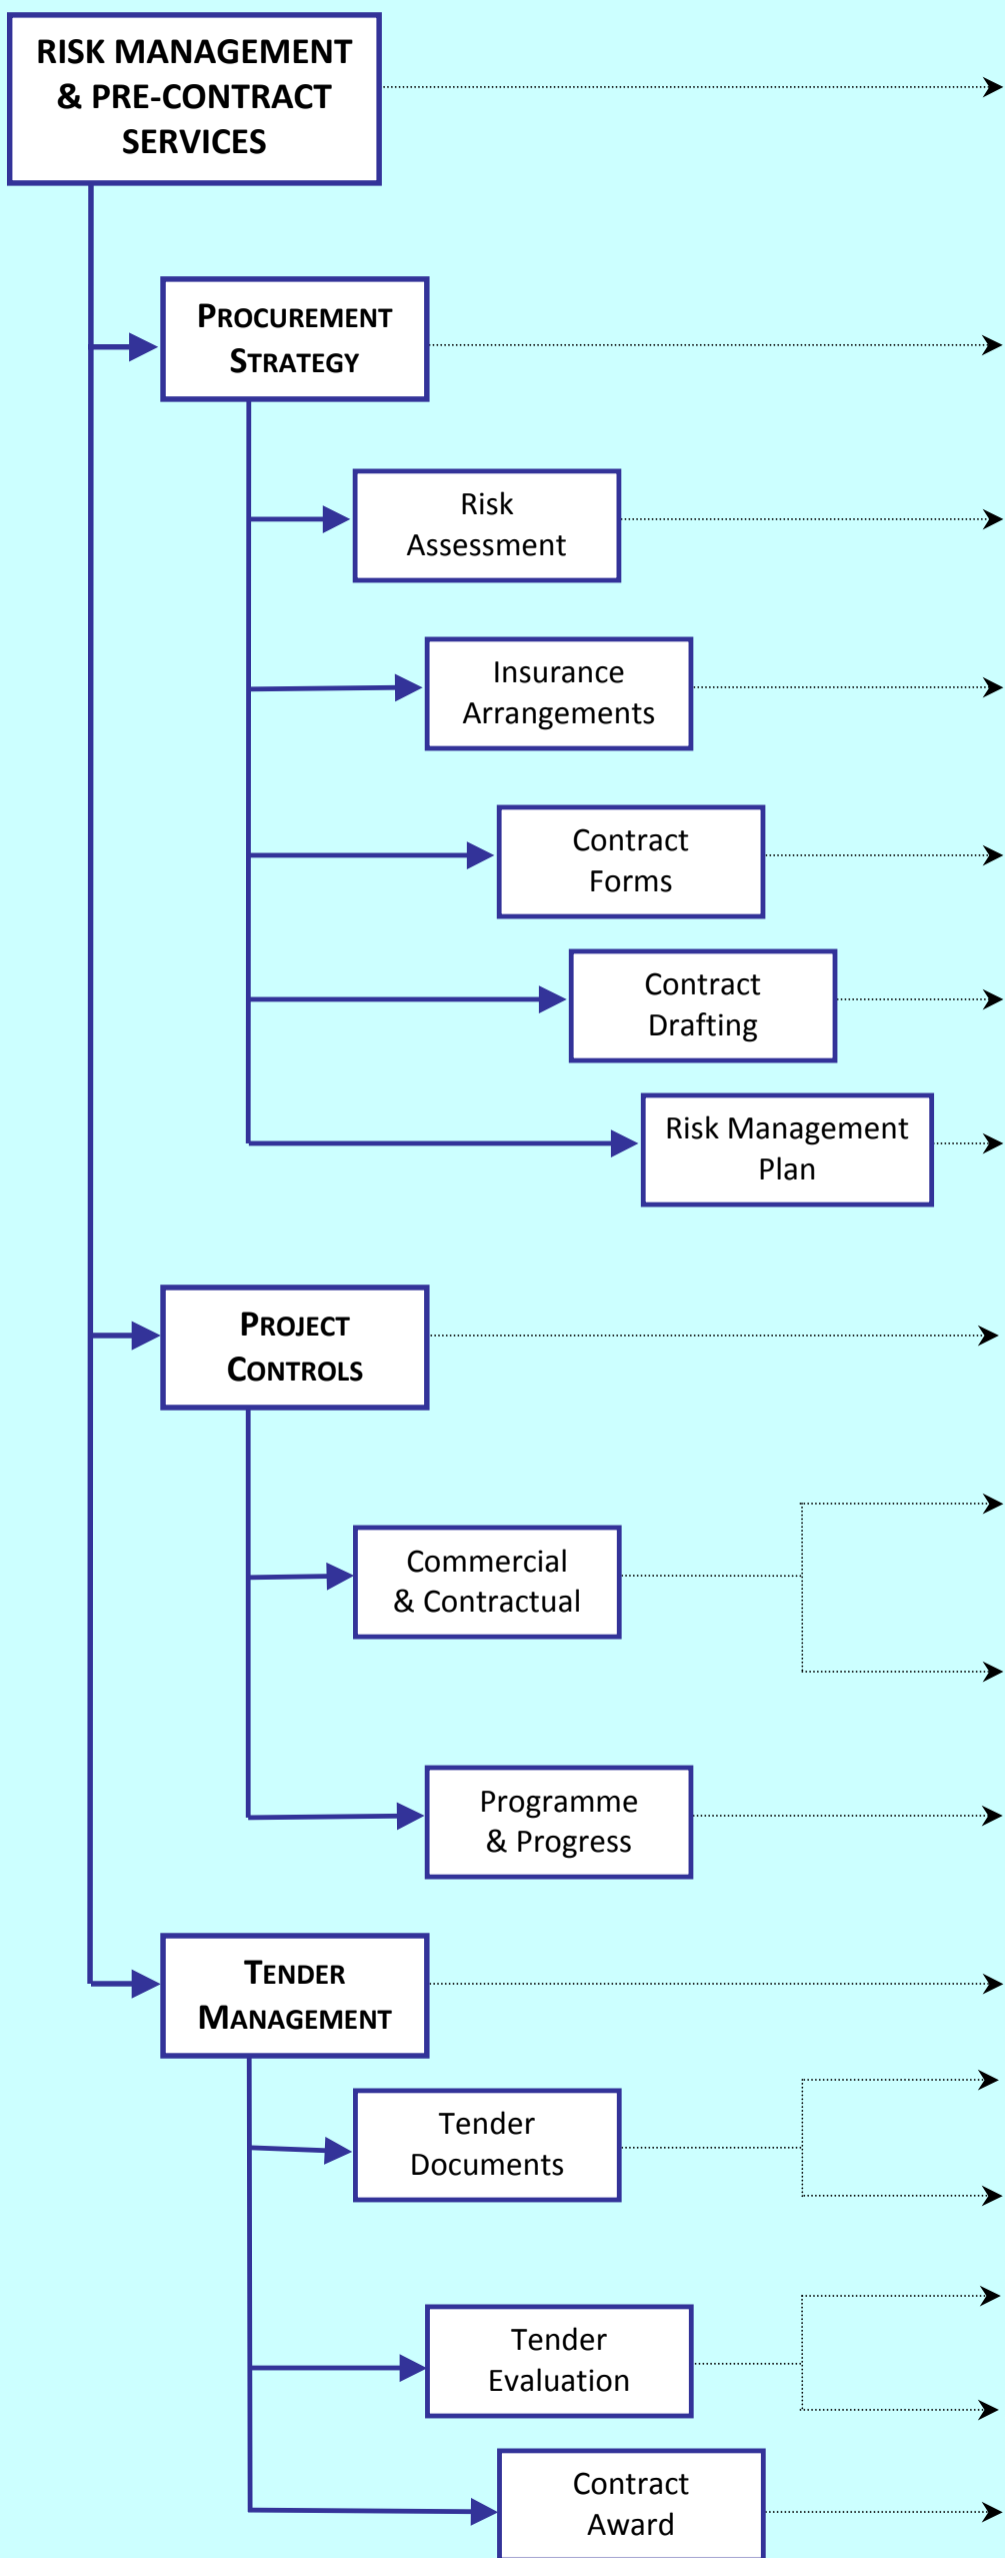 RISK MANAGEMENT
& PRE-CONTRACT
SERVICES
PROCUREMENT
STRATEGY
Risk
Assessment
Insurance
Arrangements
Contract
Forms
Contract
Drafting
Risk Management
Plan
PROJECT
CONTROLS
Commercial
& Contractual
Programme
& Progress
TENDER
MANAGEMENT
Tender
Documents
Tender
Evaluation
Contract
Award